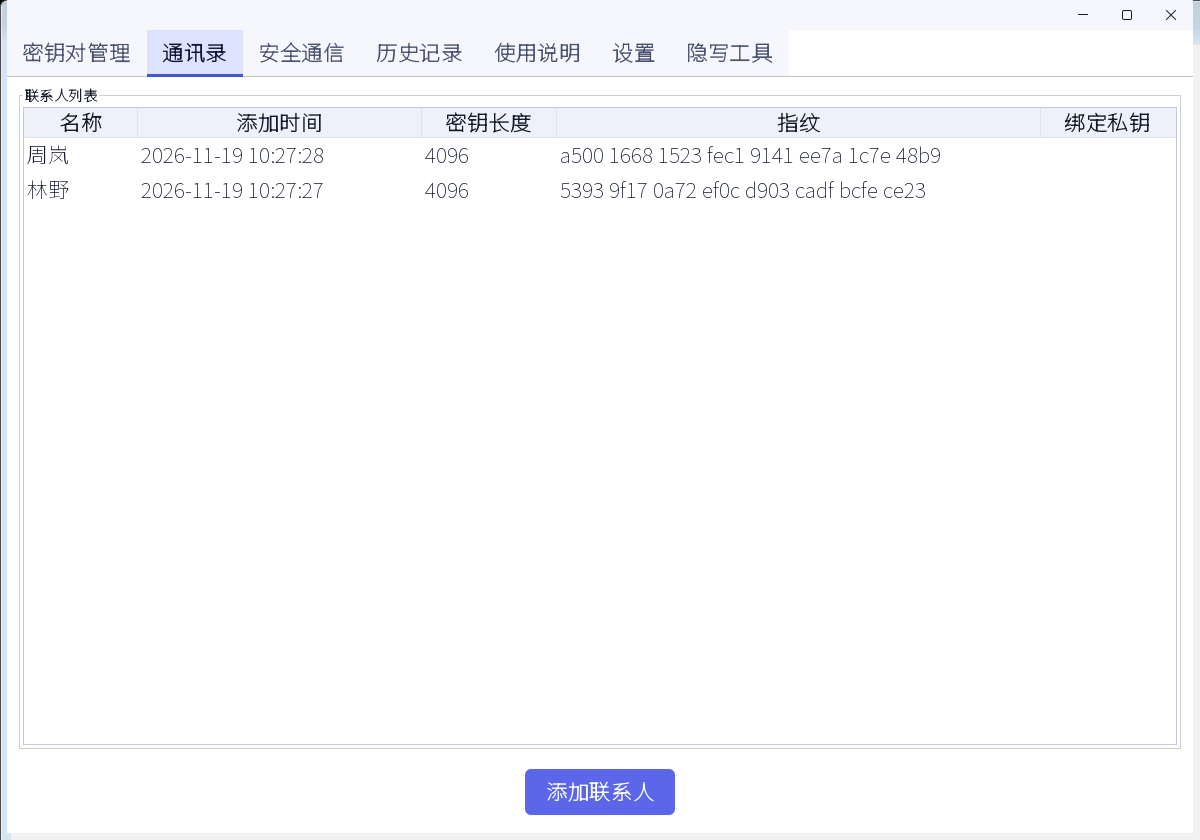 密钥对管理 通讯录 安全通信 历史记录 使用说明 设置 隐写工具
联系人列表
名称 添加时间 密钥长度 指纹 绑定私钥
周岚 2026-11-19 10:27:28 4096 a500 1668 1523 fec1 9141 ee7a 1c7e 48b9
林野 2026-11-19 10:27:27 4096 5393 9f17 0a72 ef0c d903 cadf bcfe ce23
添加联系人